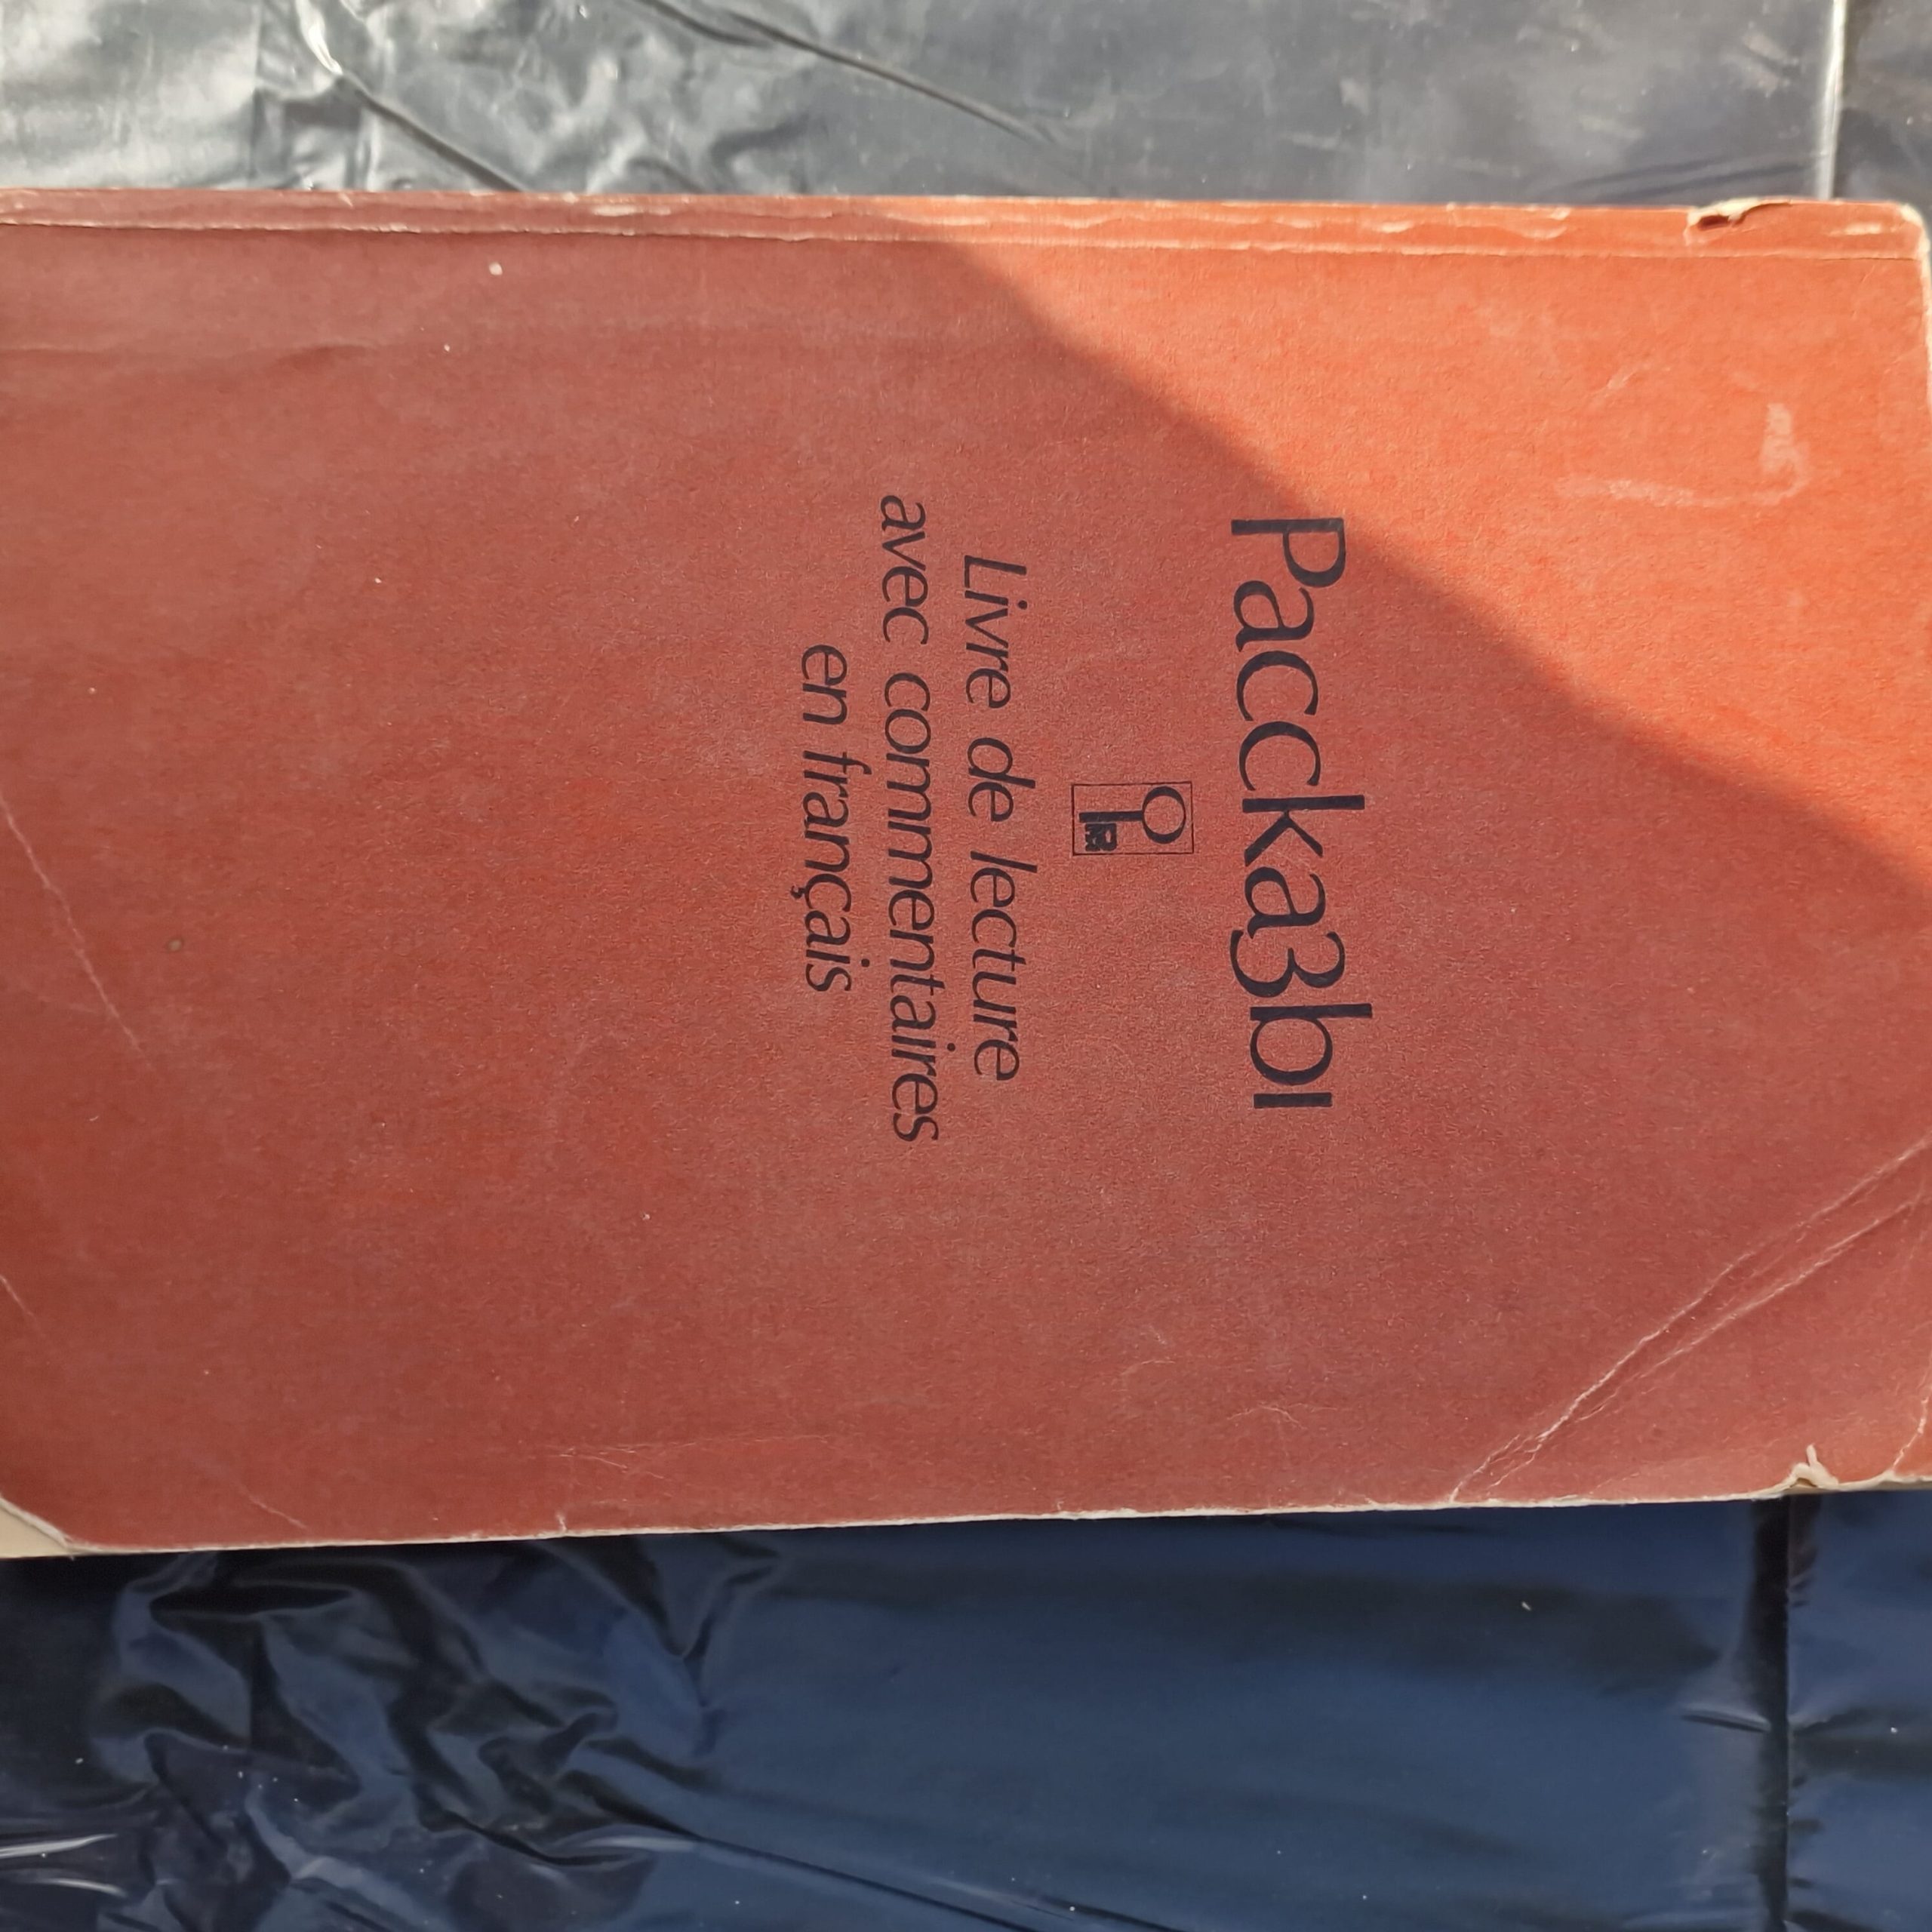 Рассказы
Livre de lecture
avec commentaires
en français